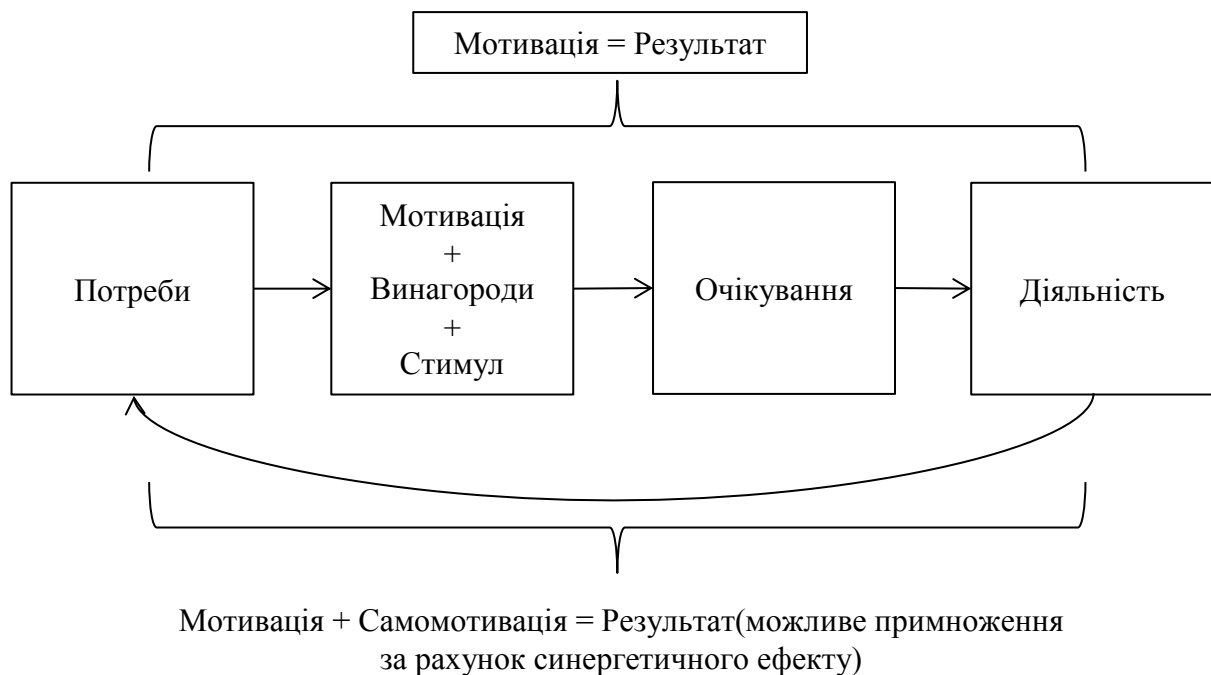 Мотивація = Результат
Потреби
Мотивація
+
Винагороди
+
Стимул
Очікування
Діяльність
Мотивація + Самомотивація = Результат(можливе примноження
за рахунок синергетичного ефекту)